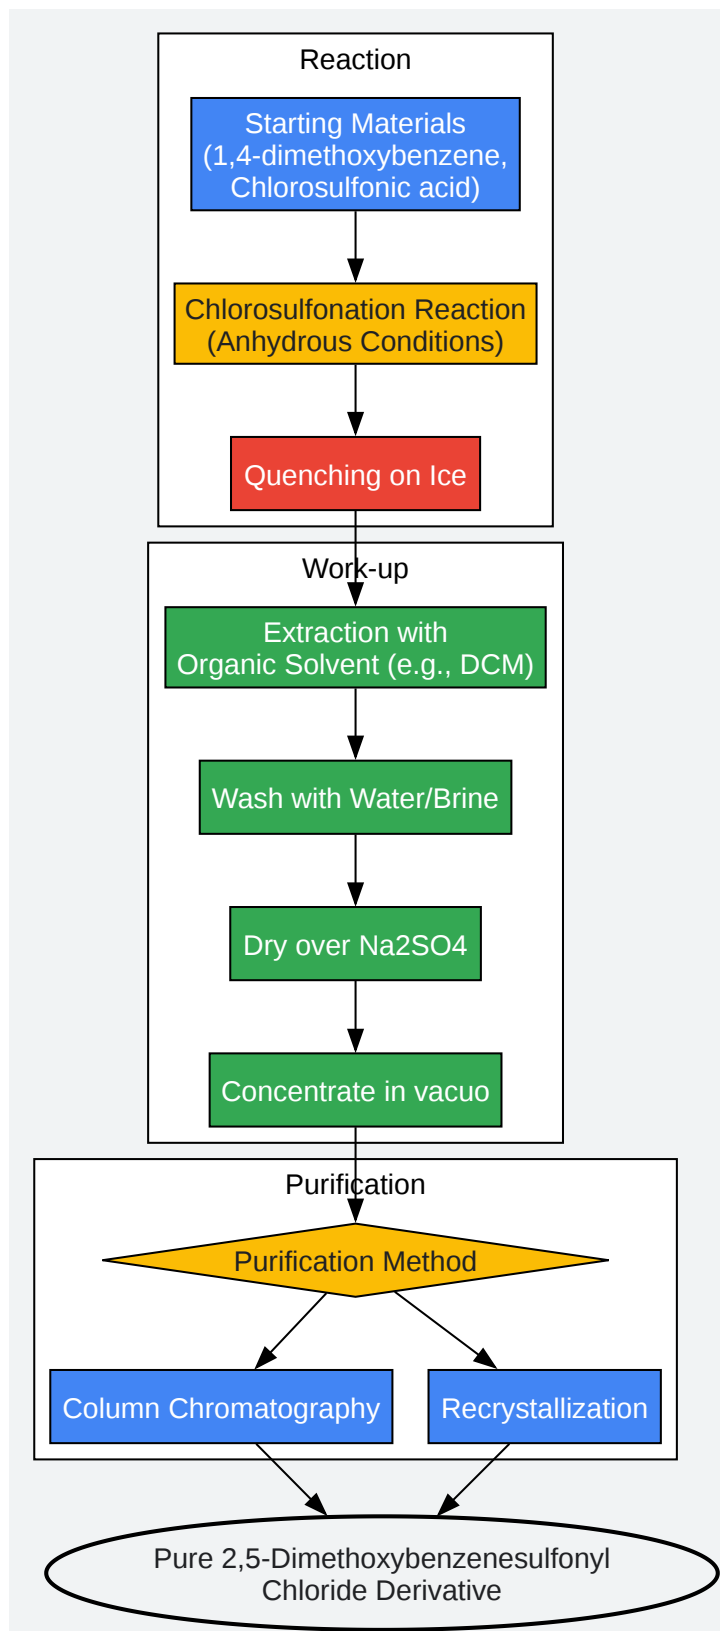 Reaction
Starting Materials
(1,4-dimethoxybenzene,
Chlorosulfonic acid)
Chlorosulfonation Reaction
(Anhydrous Conditions)
Quenching on Ice
Work-up
Extraction with
Organic Solvent (e.g., DCM)
Wash with Water/Brine
Dry over Na2SO4
Concentrate in vacuo
Purification
Purification Method
Column Chromatography
Recrystallization
Pure 2,5-Dimethoxybenzenesulfonyl
Chloride Derivative